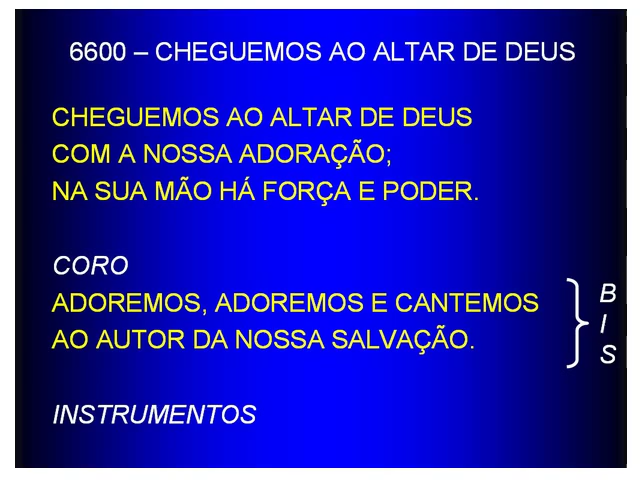 6600 – CHEGUEMOS AO ALTAR DE DEUS
CHEGUEMOS AO ALTAR DE DEUS
COM A NOSSA ADORAÇÃO;
NA SUA MÃO HÁ FORÇA E PODER.
CORO
ADOREMOS, ADOREMOS E CANTEMOS
AO AUTOR DA NOSSA SALVAÇÃO.
BIS
INSTRUMENTOS